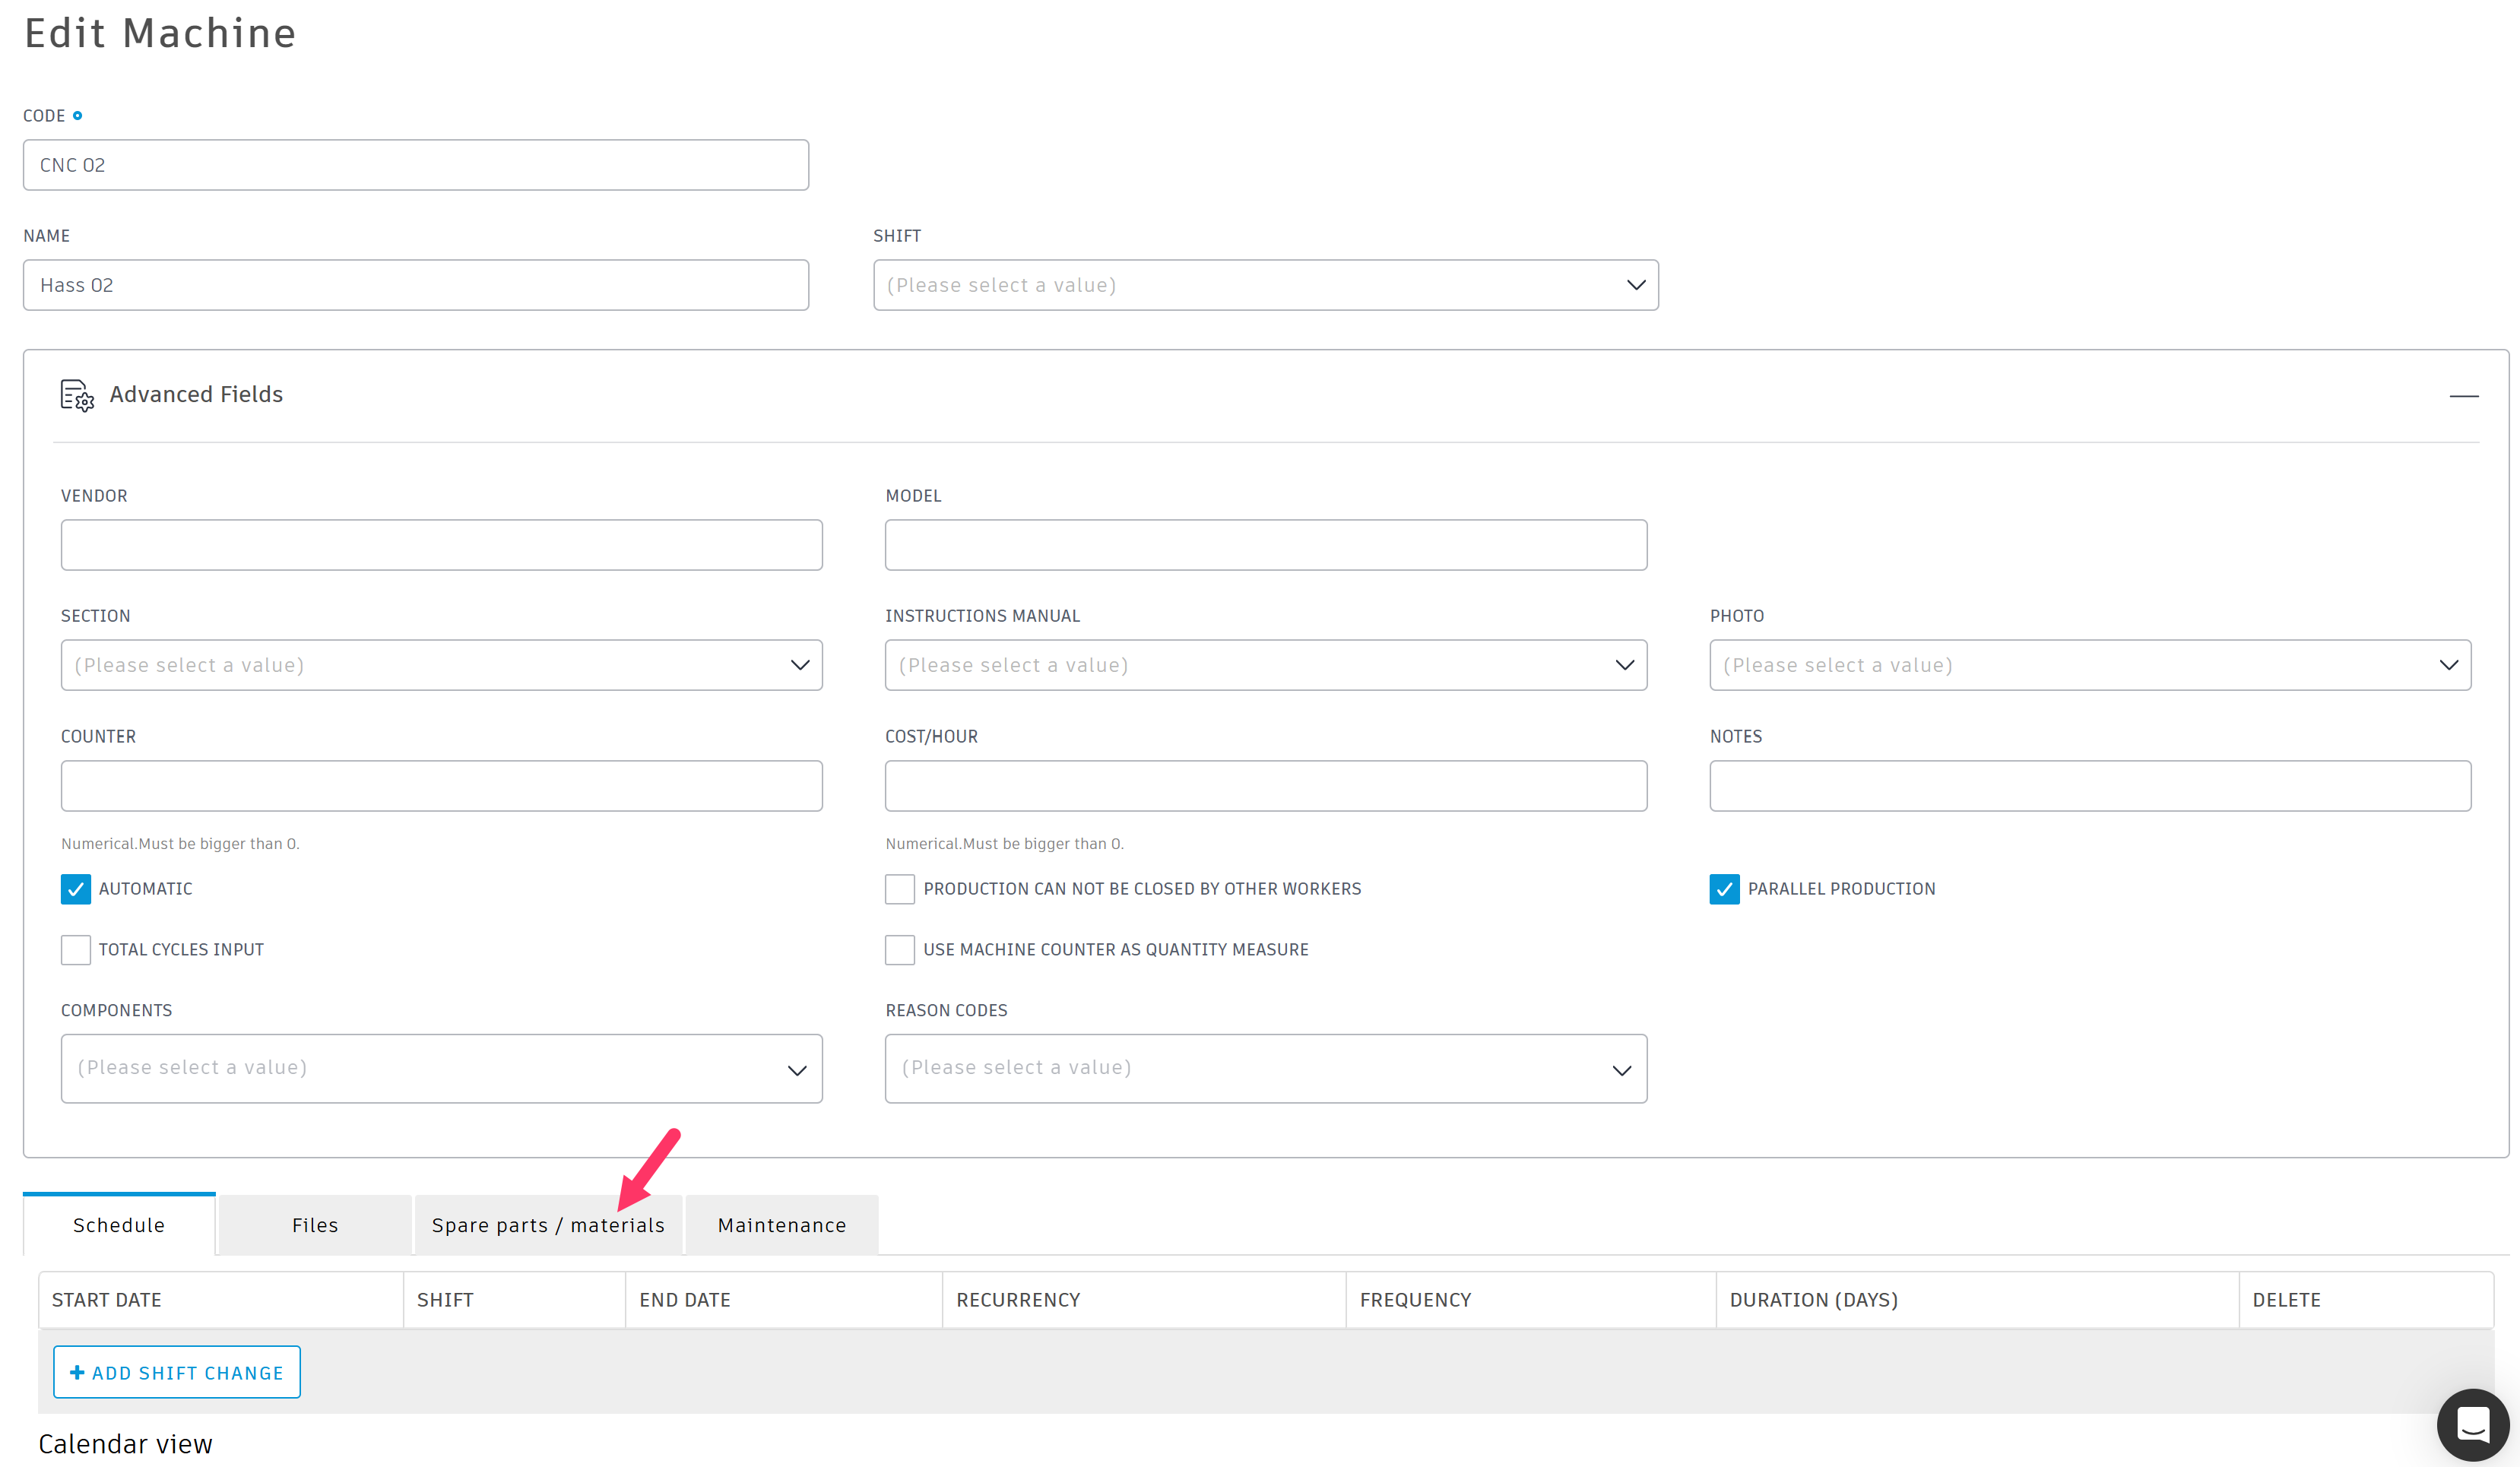 Edit Machine
CODE
CNC 02
NAME SHIFT
Hass 02 (Please select a value)
Advanced Fields
VENDOR MODEL
SECTION INSTRUCTIONS MANUAL PHOTO
(Please select a value) (Please select a value) (Please select a value)
COUNTER COST/HOUR NOTES
Numerical.Must be bigger than 0. Numerical.Must be bigger than 0.
AUTOMATIC PRODUCTION CAN NOT BE CLOSED BY OTHER WORKERS PARALLEL PRODUCTION
TOTAL CYCLES INPUT USE MACHINE COUNTER AS QUANTITY MEASURE
COMPONENTS REASON CODES
(Please select a value) (Please select a value)
Schedule Files Spare parts / materials Maintenance
START DATE SHIFT END DATE RECURRENCY FREQUENCY DURATION (DAYS) DELETE
+ ADD SHIFT CHANGE
Calendar view